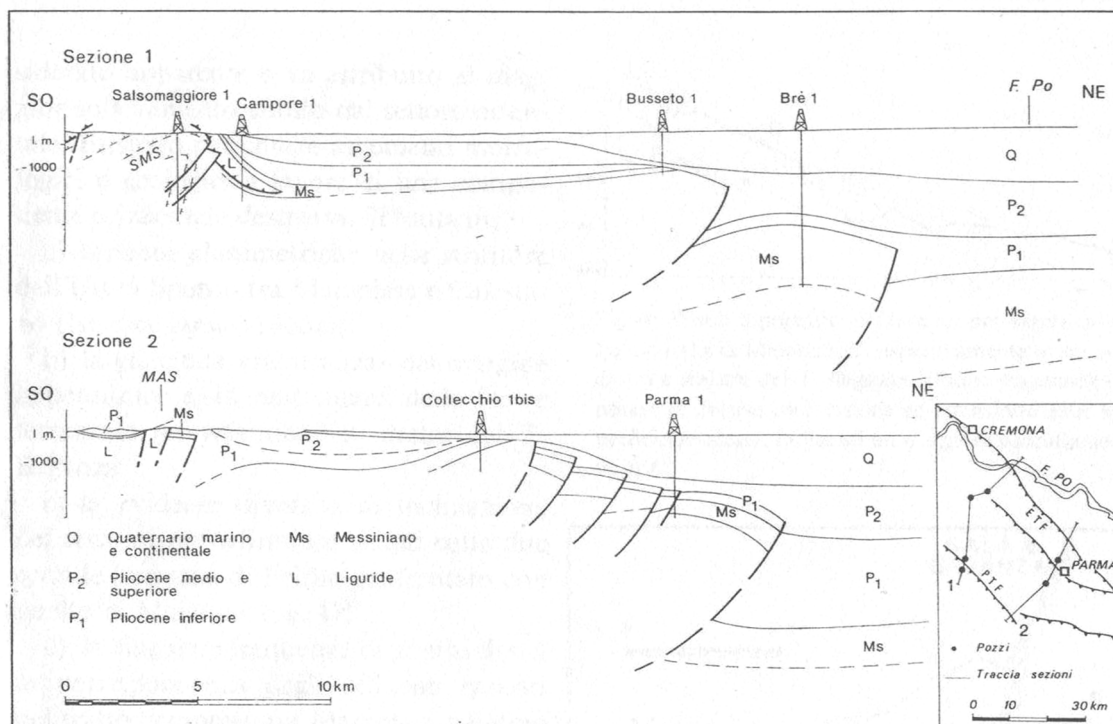 Sezione 1
Salsomaggiore 1
Campore 1
Busseto 1
Brè 1
F. Po
SO
NE
l. m.
-1000
SMS
L
P2
P1
Ms
Q
P2
P1
Ms
Ms
Sezione 2
SO
MAS
P1
Ms
L
L
P1
P2
Collecchio 1bis
Parma 1
NE
l. m.
-1000
Q
P1
Ms
P2
P1
Ms
Q Quaternario marino e continentale
P2 Pliocene medio e superiore
P1 Pliocene inferiore
Ms Messiniano
L Liguride
0 5 10 km
CREMONA
F. PO
ETF
PARMA
PTF
1
2
Pozzi
Traccia sezioni
0 10 30 km